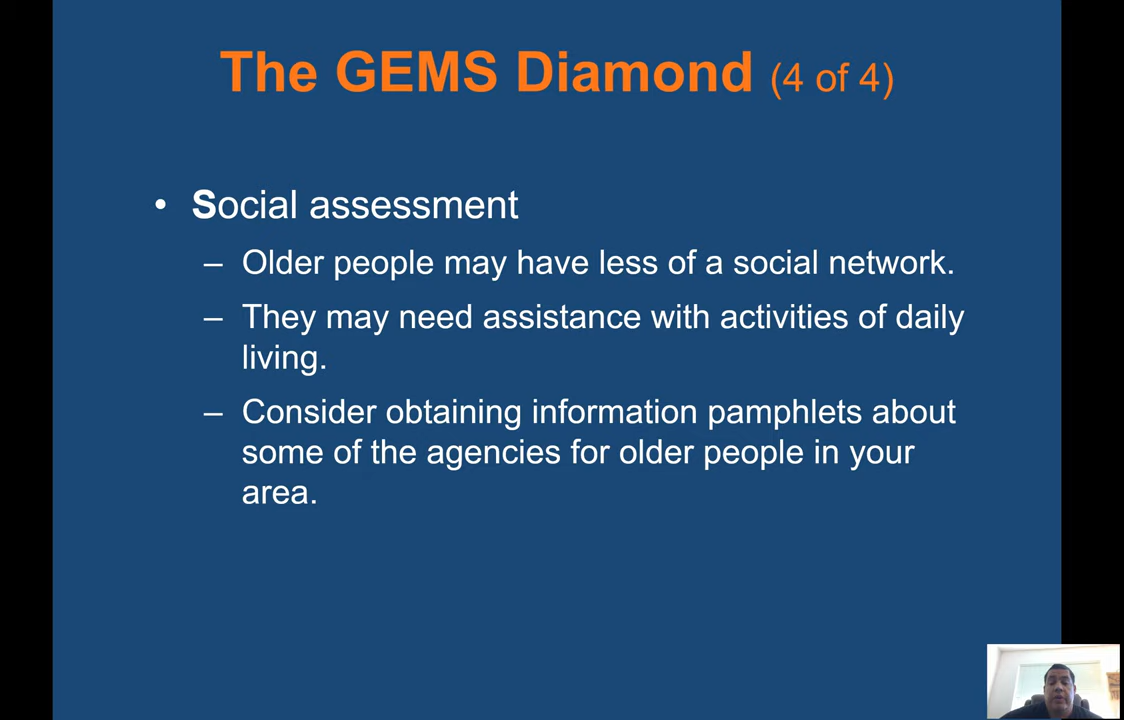 The GEMS Diamond (4 of 4)
• Social assessment
– Older people may have less of a social network.
– They may need assistance with activities of daily
living.
– Consider obtaining information pamphlets about
some of the agencies for older people in your
area.